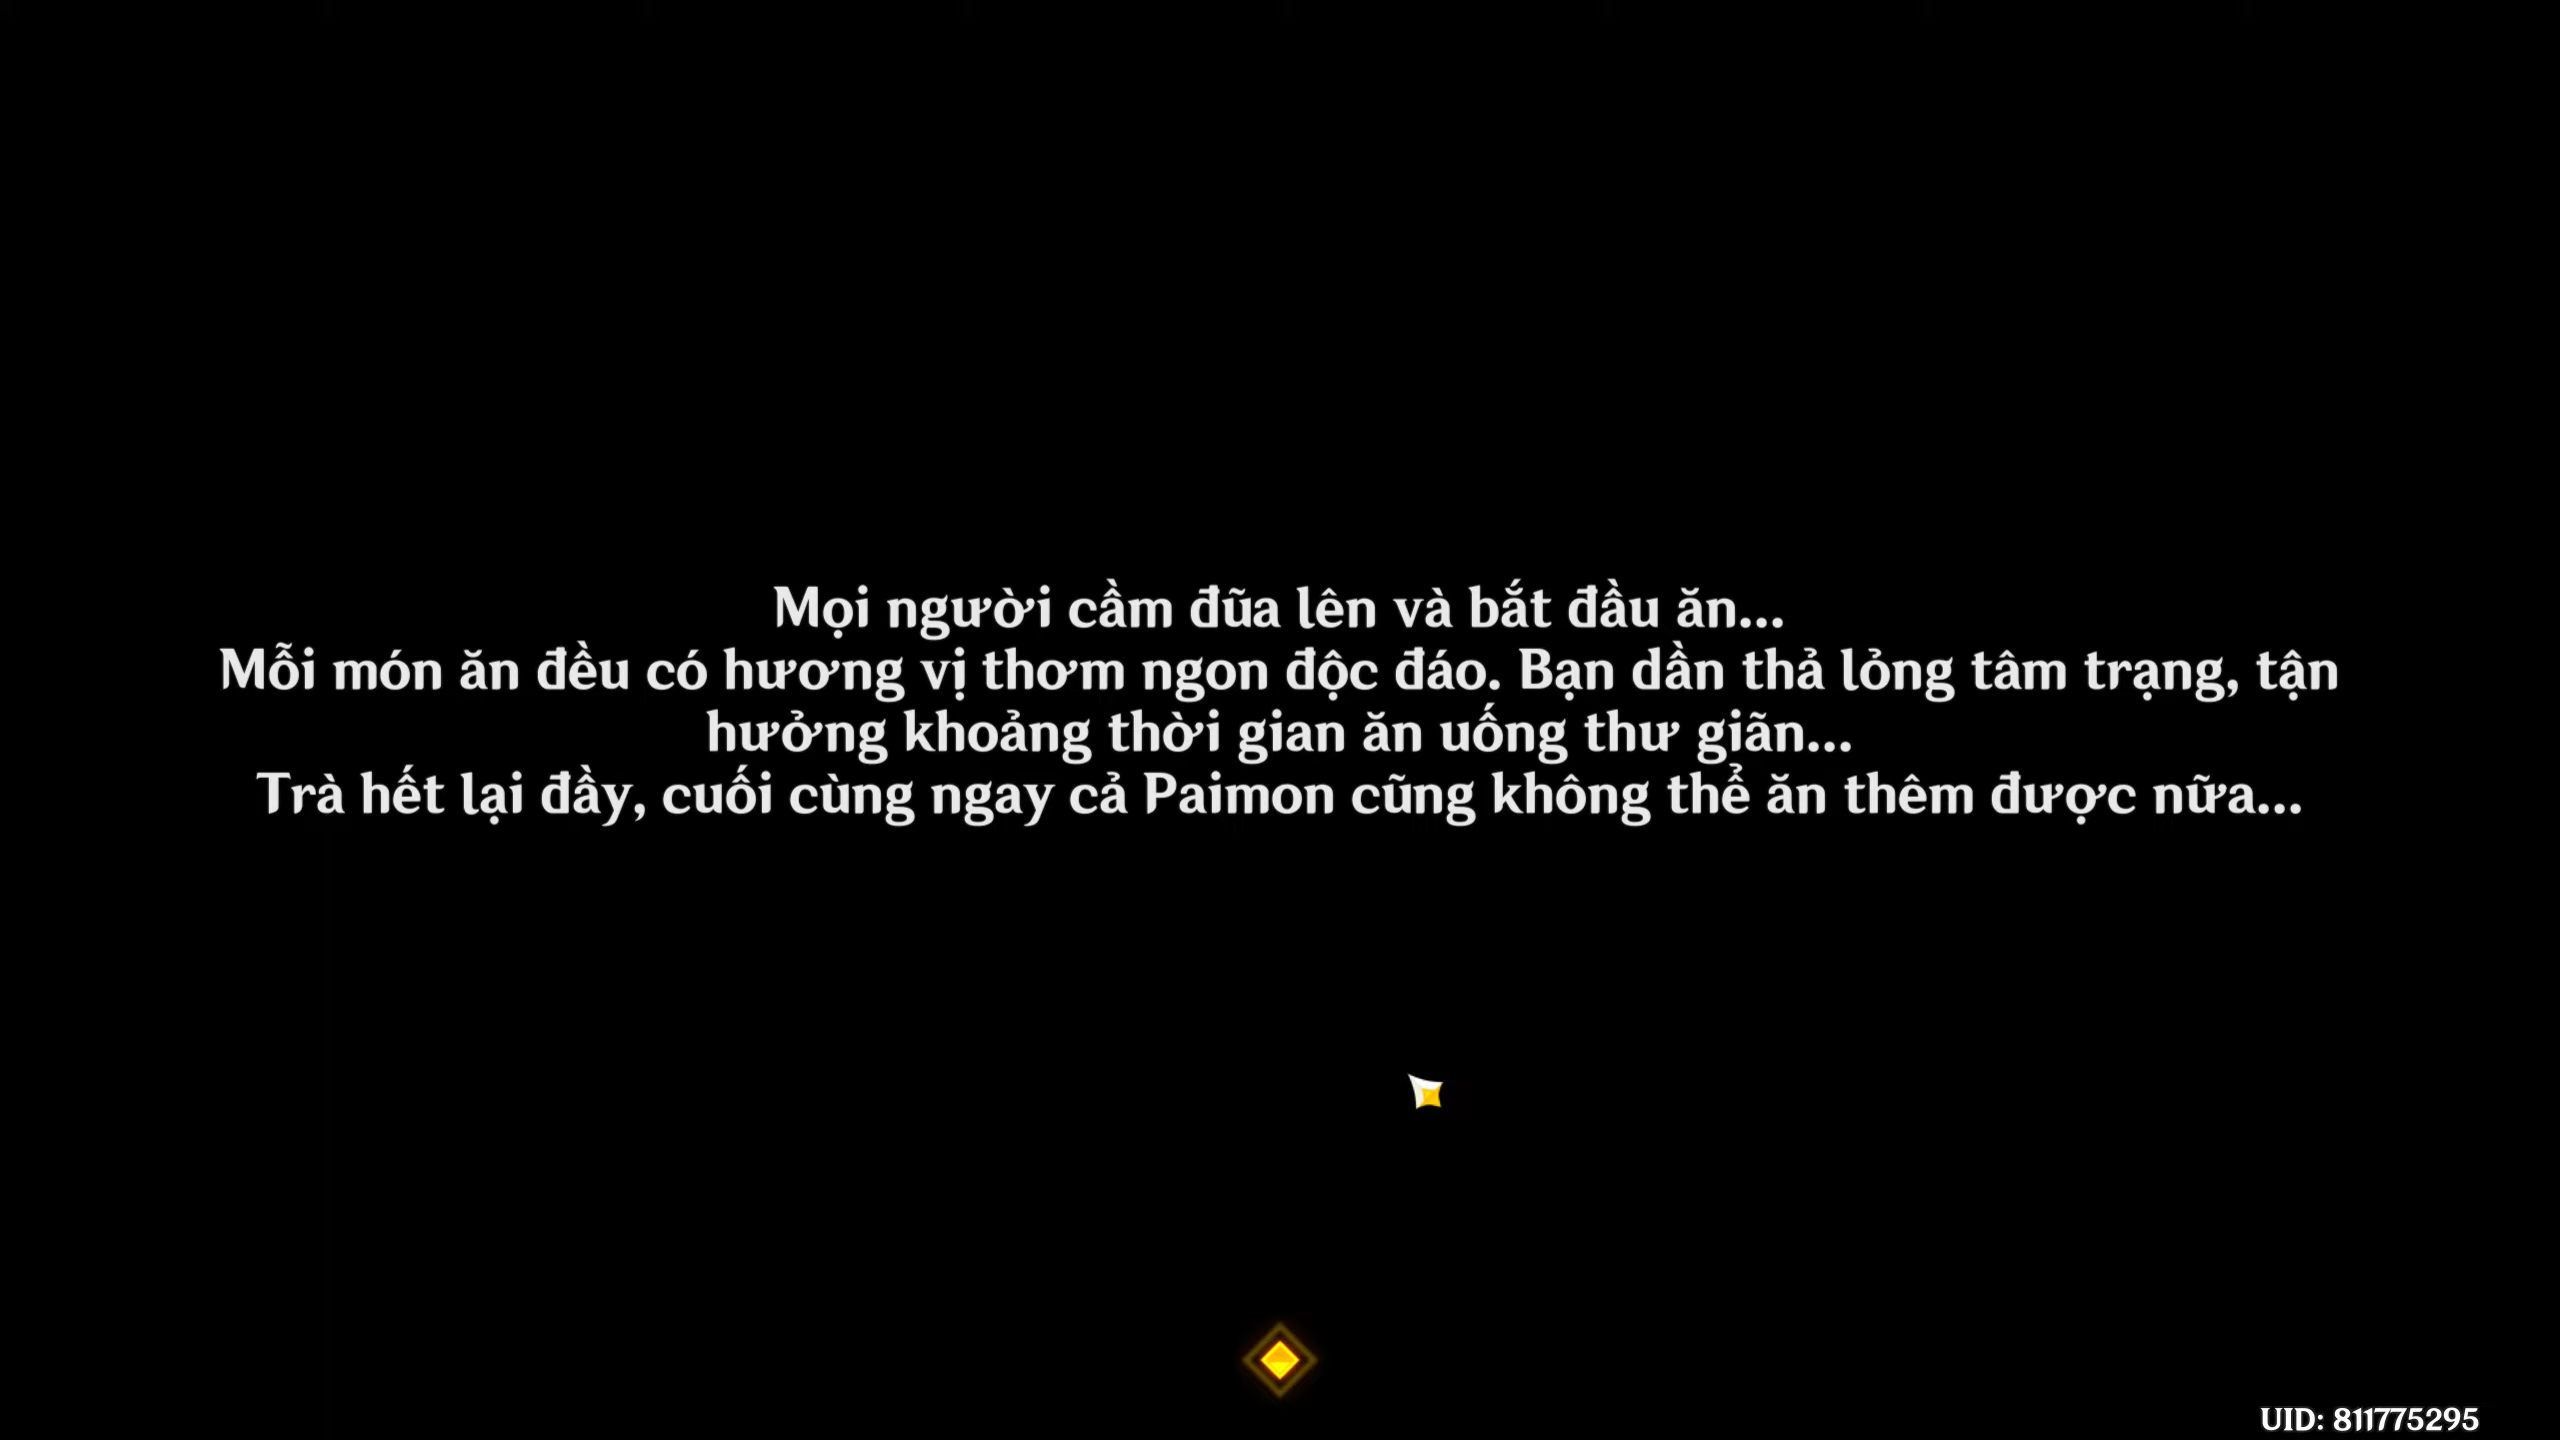 Mọi người cầm đũa lên và bắt đầu ăn...
Mỗi món ăn đều có hương vị thơm ngon độc đáo. Bạn dần thả lỏng tâm trạng, tận
hưởng khoảng thời gian ăn uống thư giãn...
Trà hết lại đầy, cuối cùng ngay cả Paimon cũng không thể ăn thêm được nữa...
UID: 811775295